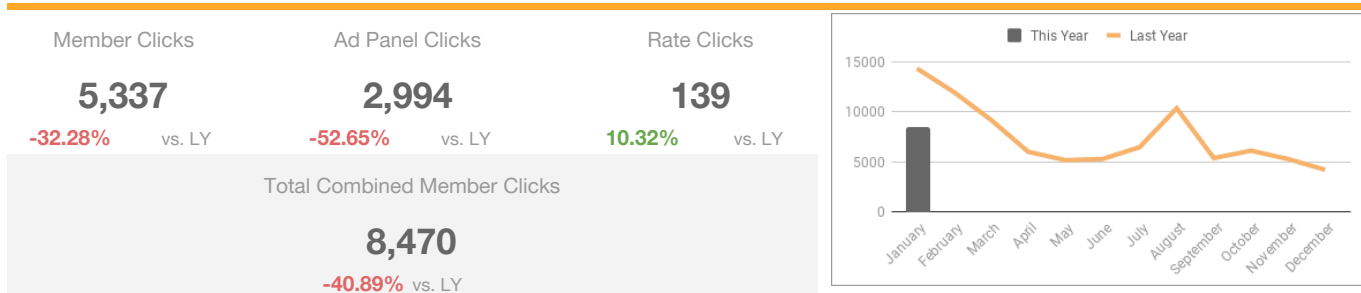 Member Clicks
5,337
-32.28% vs. LY
Ad Panel Clicks
2,994
-52.65% vs. LY
Rate Clicks
139
10.32% vs. LY
Total Combined Member Clicks
8,470
-40.89% vs. LY
This Year Last Year
15000
10000
5000
0
January
February
March
April
May
June
July
August
September
October
November
December